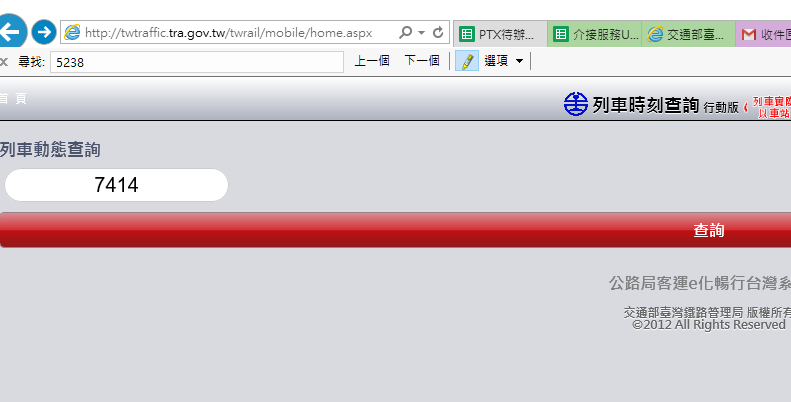 http://twtraffic.tra.gov.tw/twrail/mobile/home.aspx
PTX待辦...
介接服務U...
交通部臺...
收件
x 尋找: 5238 上一個 下一個 選項
首 頁
列車時刻查詢 行動版
列車實際
以車站
列車動態查詢
7414
查詢
公路局客運e化暢行台灣系
交通部臺灣鐵路管理局 版權所有
©2012 All Rights Reserved